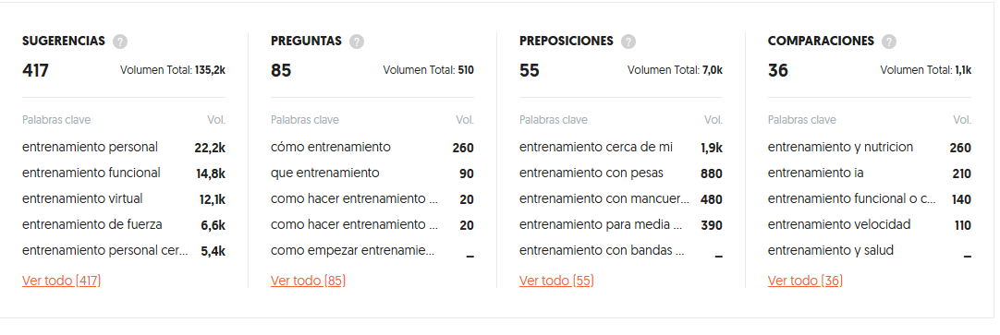 SUGERENCIAS ?
417 Volumen Total: 135,2k
Palabras clave Vol.
entrenamiento personal 22,2k
entrenamiento funcional 14,8k
entrenamiento virtual 12,1k
entrenamiento de fuerza 6,6k
entrenamiento personal cer... 5,4k
Ver todo (417)
PREGUNTAS ?
85 Volumen Total: 510
Palabras clave Vol.
cómo entrenamiento 260
que entrenamiento 90
como hacer entrenamiento ... 20
como hacer entrenamiento ... 20
como empezar entrenamie... _
Ver todo (85)
PREPOSICIONES ?
55 Volumen Total: 7,0k
Palabras clave Vol.
entrenamiento cerca de mi 1,9k
entrenamiento con pesas 880
entrenamiento con mancuer... 480
entrenamiento para media ... 390
entrenamiento con bandas ... _
Ver todo (55)
COMPARACIONES ?
36 Volumen Total: 1,1k
Palabras clave Vol.
entrenamiento y nutricion 260
entrenamiento ia 210
entrenamiento funcional o c... 140
entrenamiento velocidad 110
entrenamiento y salud _
Ver todo (36)